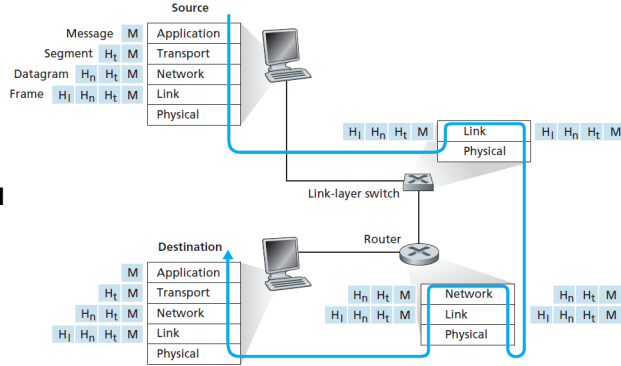 Source
Message M Application
Segment Ht M Transport
Datagram Hn Ht M Network
Frame Hl Hn Ht M Link
Physical
Hl Hn Ht M Link Hl Hn Ht M
Physical
Link-layer switch
Router
Destination
M Application
Ht M Transport
Hn Ht M Network
Hl Hn Ht M Link
Physical
Hn Ht M Network Hn Ht M
Hl Hn Ht M Link Hl Hn Ht M
Physical